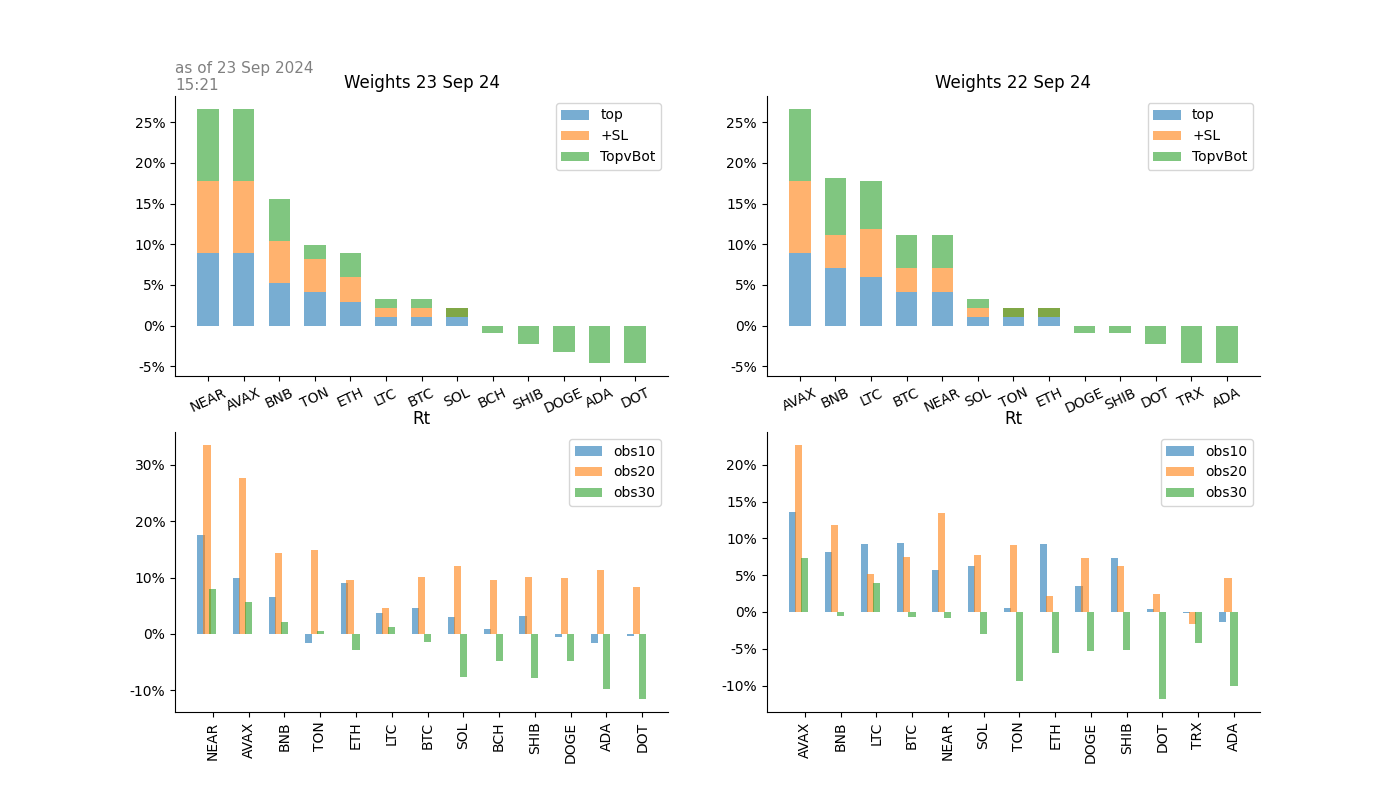 as of 23 Sep 2024
15:21
Weights 23 Sep 24
25%
20%
15%
10%
5%
0%
-5%
top
+SL
TopvBot
NEAR AVAX BNB TON ETH LTC BTC SOL BCH SHIB DOGE ADA DOT
Weights 22 Sep 24
25%
20%
15%
10%
5%
0%
-5%
top
+SL
TopvBot
AVAX BNB LTC BTC NEAR SOL TON ETH DOGE SHIB DOT TRX ADA
Rt
30%
20%
10%
0%
-10%
obs10
obs20
obs30
NEAR AVAX BNB TON ETH LTC BTC SOL BCH SHIB DOGE ADA DOT
Rt
20%
15%
10%
5%
0%
-5%
-10%
obs10
obs20
obs30
AVAX BNB LTC BTC NEAR SOL TON ETH DOGE SHIB DOT TRX ADA